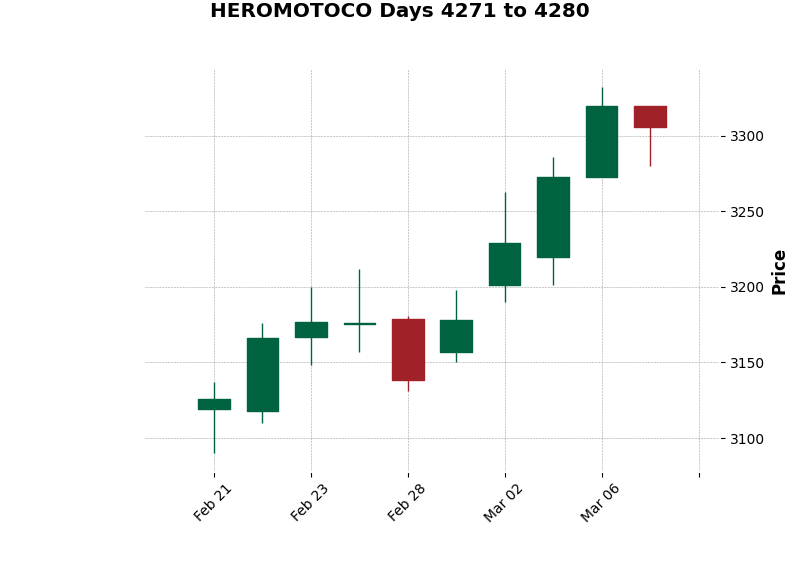 HEROMOTOCO Days 4271 to 4280
3300
3250
3200
3150
3100
Price
Feb 21
Feb 23
Feb 28
Mar 02
Mar 06